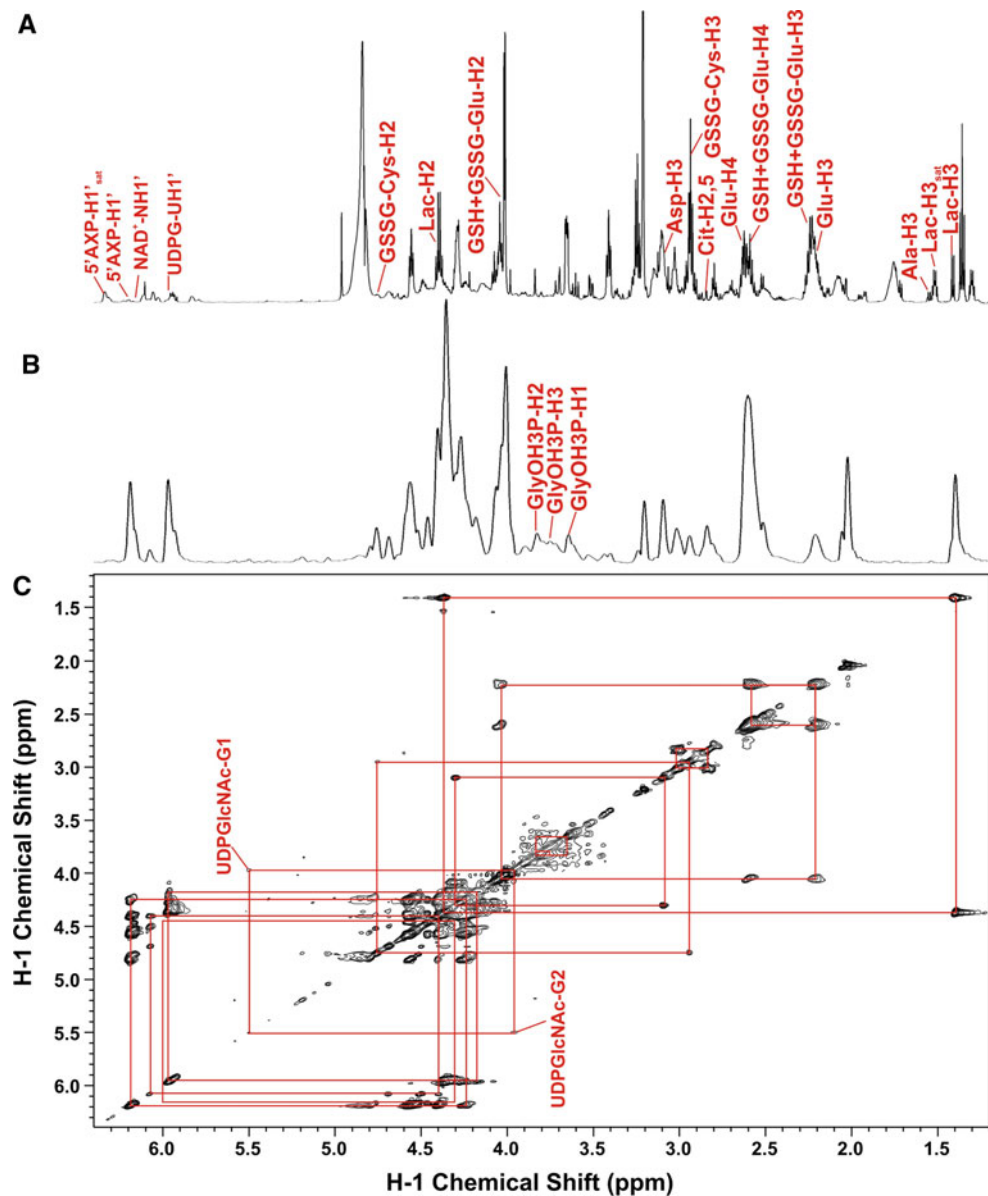 A
5'AXP-H1'sat
5'AXP-H1'
NAD+-NH1'
UDPG-UH1'
GSSG-Cys-H2
Lac-H2
GSH+GSSG-Glu-H2
Asp-H3
GSSG-Cys-H3
Cit-H2,5
Glu-H4
GSH+GSSG-Glu-H4
GSH+GSSG-Glu-H3
Glu-H3
Ala-H3
Lac-H3sat
Lac-H3
B
GlyOH3P-H2
GlyOH3P-H3
GlyOH3P-H1
C
H-1 Chemical Shift (ppm)
1.5
2.0
2.5
3.0
3.5
4.0
4.5
5.0
5.5
6.0
UDPGlcNAc-G1
UDPGlcNAc-G2
6.0 5.5 5.0 4.5 4.0 3.5 3.0 2.5 2.0 1.5
H-1 Chemical Shift (ppm)